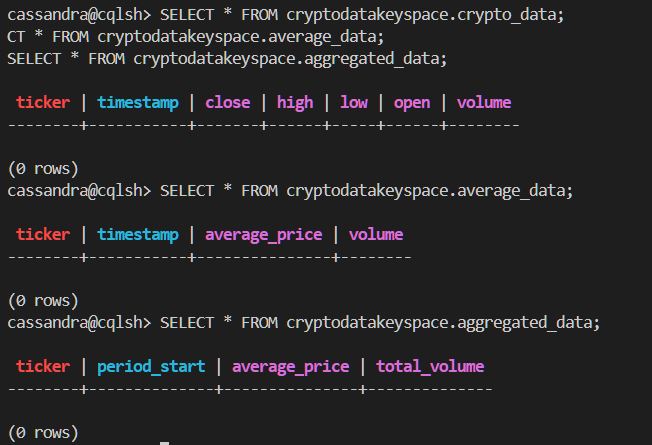 cassandra@cqlsh> SELECT * FROM cryptodatakeyspace.crypto_data;
CT * FROM cryptodatakeyspace.average_data;
SELECT * FROM cryptodatakeyspace.aggregated_data;
 ticker | timestamp | close | high | low | open | volume
--------+-----------+-------+------+-----+------+--------
(0 rows)
cassandra@cqlsh> SELECT * FROM cryptodatakeyspace.average_data;
 ticker | timestamp | average_price | volume
--------+-----------+---------------+--------
(0 rows)
cassandra@cqlsh> SELECT * FROM cryptodatakeyspace.aggregated_data;
 ticker | period_start | average_price | total_volume
--------+--------------+---------------+--------------
(0 rows)